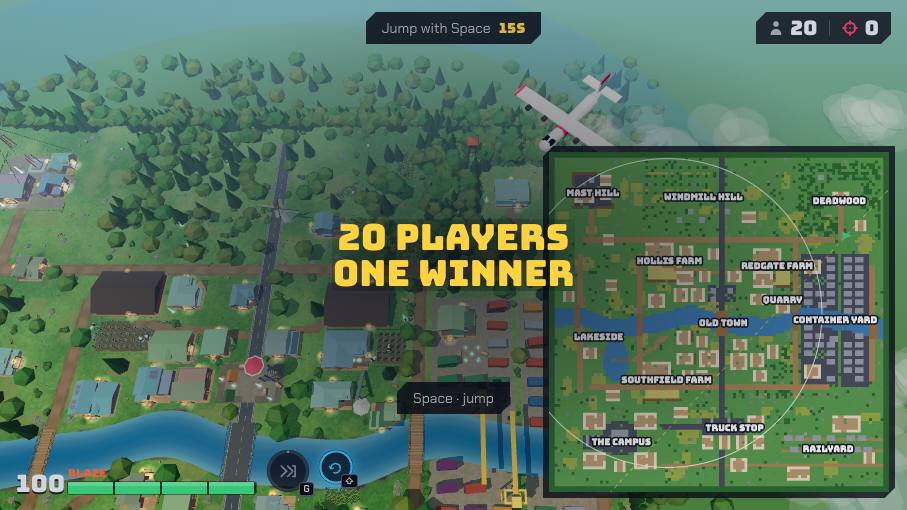 Jump with Space 15S
20 0
20 PLAYERS
ONE WINNER
MAST HILL
WINDMILL HILL
DEADWOOD
HOLLIS FARM
REDGATE FARM
QUARRY
OLD TOWN
CONTAINER YARD
LAKESIDE
SOUTHFIELD FARM
TRUCK STOP
THE CAMPUS
RAILYARD
Space · jump
BLAZE
100
G